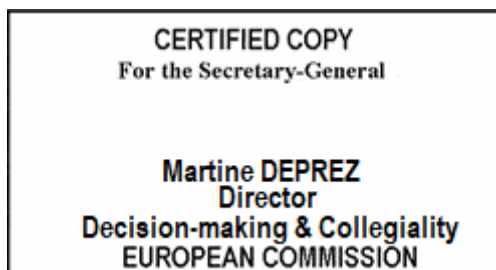 CERTIFIED COPY
For the Secretary-General
Martine DEPREZ
Director
Decision-making & Collegiality
EUROPEAN COMMISSION